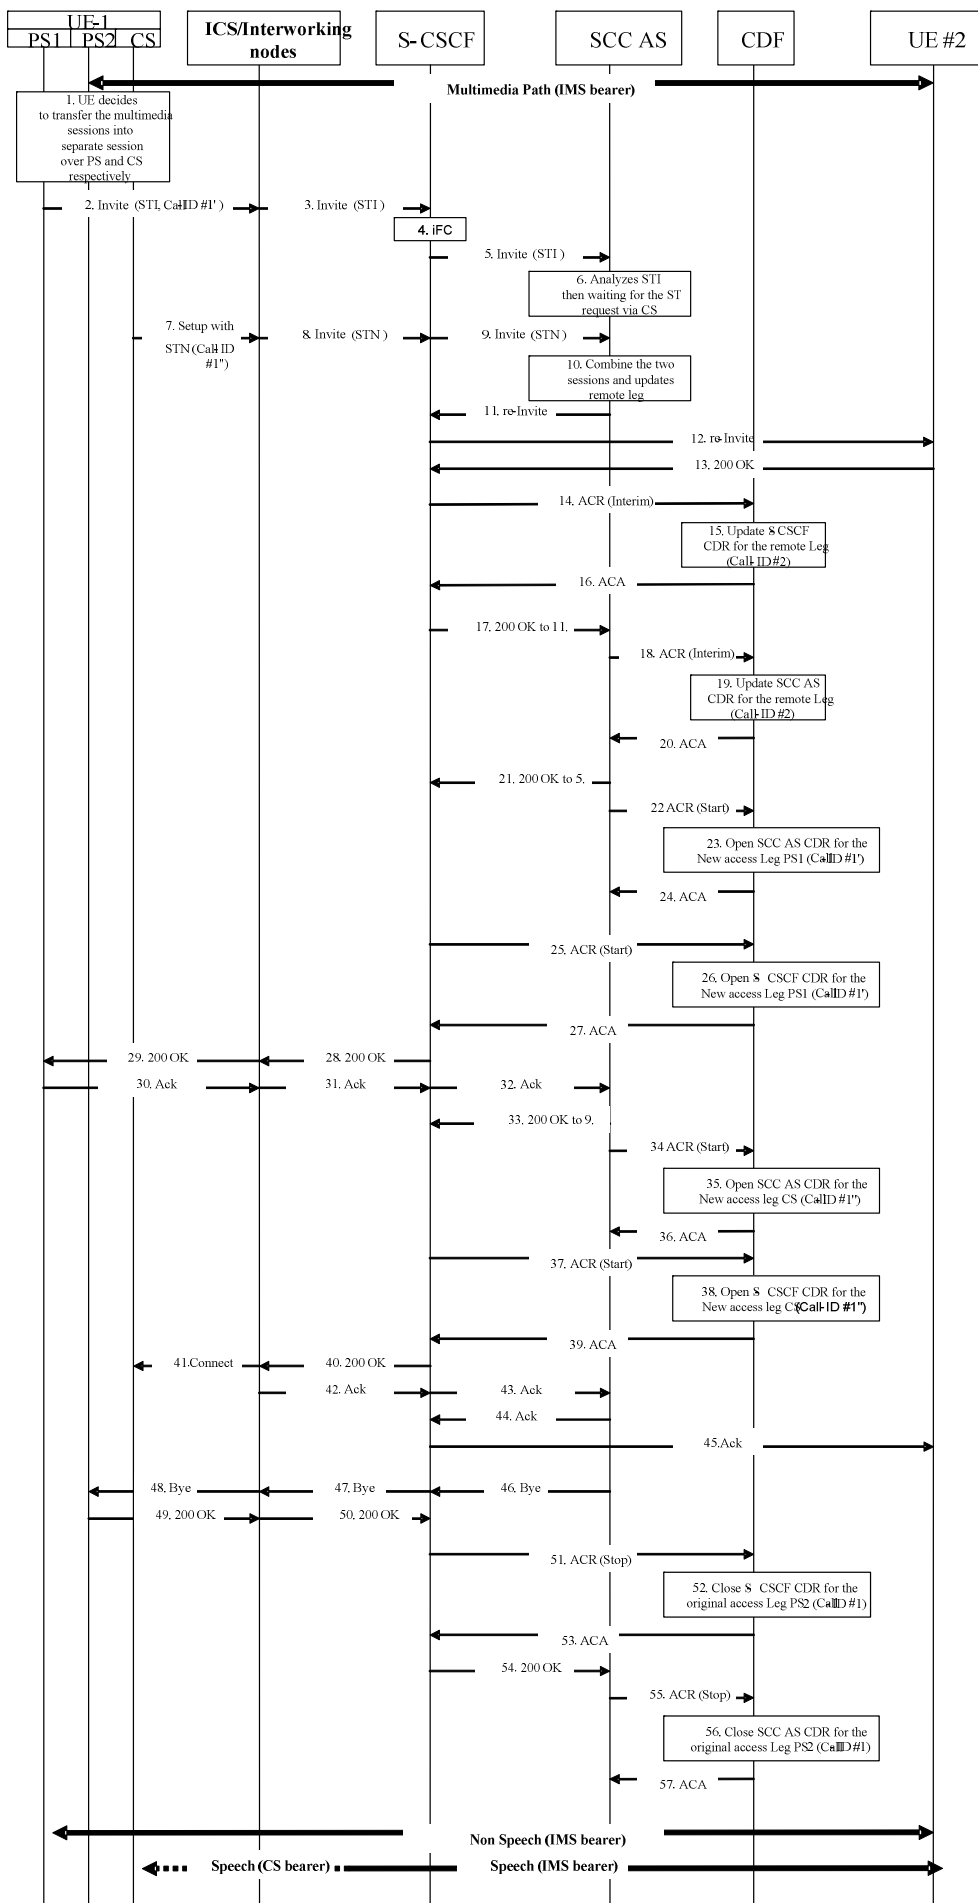 UE-1
PS1 PS2 CS
ICS/Interworking
nodes
S-CSCF
SCC AS
CDF
UE #2
Multimedia Path (IMS bearer)
1. UE decides
to transfer the multimedia
sessions into
separate session
over PS and CS
respectively
2. Invite (STI, Call-ID #1')
3. Invite (STI)
4. iFC
5. Invite (STI)
6. Analyzes STI
then waiting for the ST
request via CS
7. Setup with
STN (Call-ID
#1")
8. Invite (STN)
9. Invite (STN)
10. Combine the two
sessions and updates
remote leg
11. re-Invite
12. re-Invite
13. 200 OK
14. ACR (Interim)
15. Update S-CSCF
CDR for the remote Leg
(Call-ID #2)
16. ACA
17. 200 OK to 11.
18. ACR (Interim)
19. Update SCC AS
CDR for the remote Leg
(Call-ID #2)
20. ACA
21. 200 OK to 5.
22 ACR (Start)
23. Open SCC AS CDR for the
New access Leg PS1 (Call-ID #1')
24. ACA
25. ACR (Start)
26. Open S-CSCF CDR for the
New access Leg PS1 (Call-ID #1')
27. ACA
29. 200 OK
28. 200 OK
30. Ack
31. Ack
32. Ack
33. 200 OK to 9.
34 ACR (Start)
35. Open SCC AS CDR for the
New access leg CS (Call-ID #1")
36. ACA
37. ACR (Start)
38. Open S-CSCF CDR for the
New access leg CS (Call-ID #1")
39. ACA
41.Connect
40. 200 OK
42. Ack
43. Ack
44. Ack
45.Ack
48. Bye
47. Bye
46. Bye
49. 200 OK
50. 200 OK
51. ACR (Stop)
52. Close S-CSCF CDR for the
original access Leg PS2 (Call-ID #1)
53. ACA
54. 200 OK
55. ACR (Stop)
56. Close SCC AS CDR for the
original access Leg PS2 (Call-ID #1)
57. ACA
Non Speech (IMS bearer)
Speech (CS bearer)
Speech (IMS bearer)